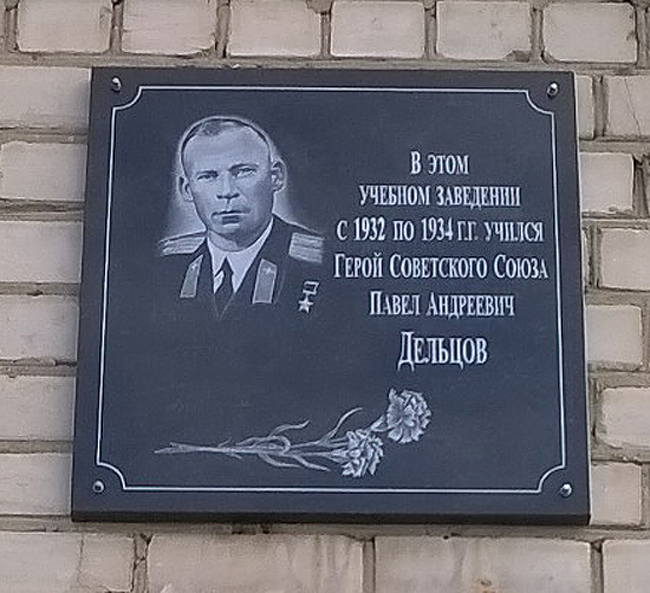 В ЭТОМ
УЧЕБНОМ ЗАВЕДЕНИИ
С 1932 ПО 1934 Г.Г. УЧИЛСЯ
ГЕРОЙ СОВЕТСКОГО СОЮЗА
ПАВЕЛ АНДРЕЕВИЧ
ДЕЛЬЦОВ